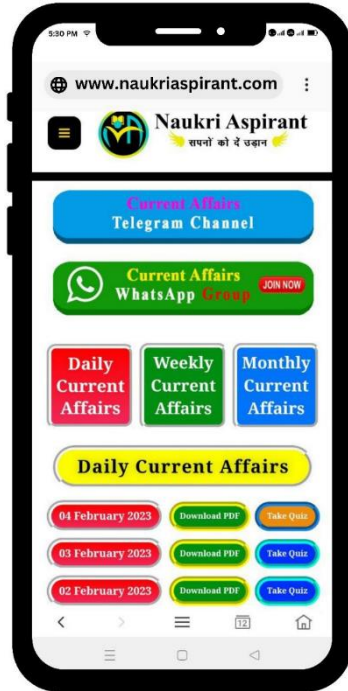 5:30 PM
www.naukriaspirant.com
Naukri Aspirant
सपनों को दें उड़ान
Current Affairs
Telegram Channel
Current Affairs
WhatsApp Group
JOIN NOW
Daily Current Affairs
Weekly Current Affairs
Monthly Current Affairs
Daily Current Affairs
04 February 2023 Download PDF Take Quiz
03 February 2023 Download PDF Take Quiz
02 February 2023 Download PDF Take Quiz
12